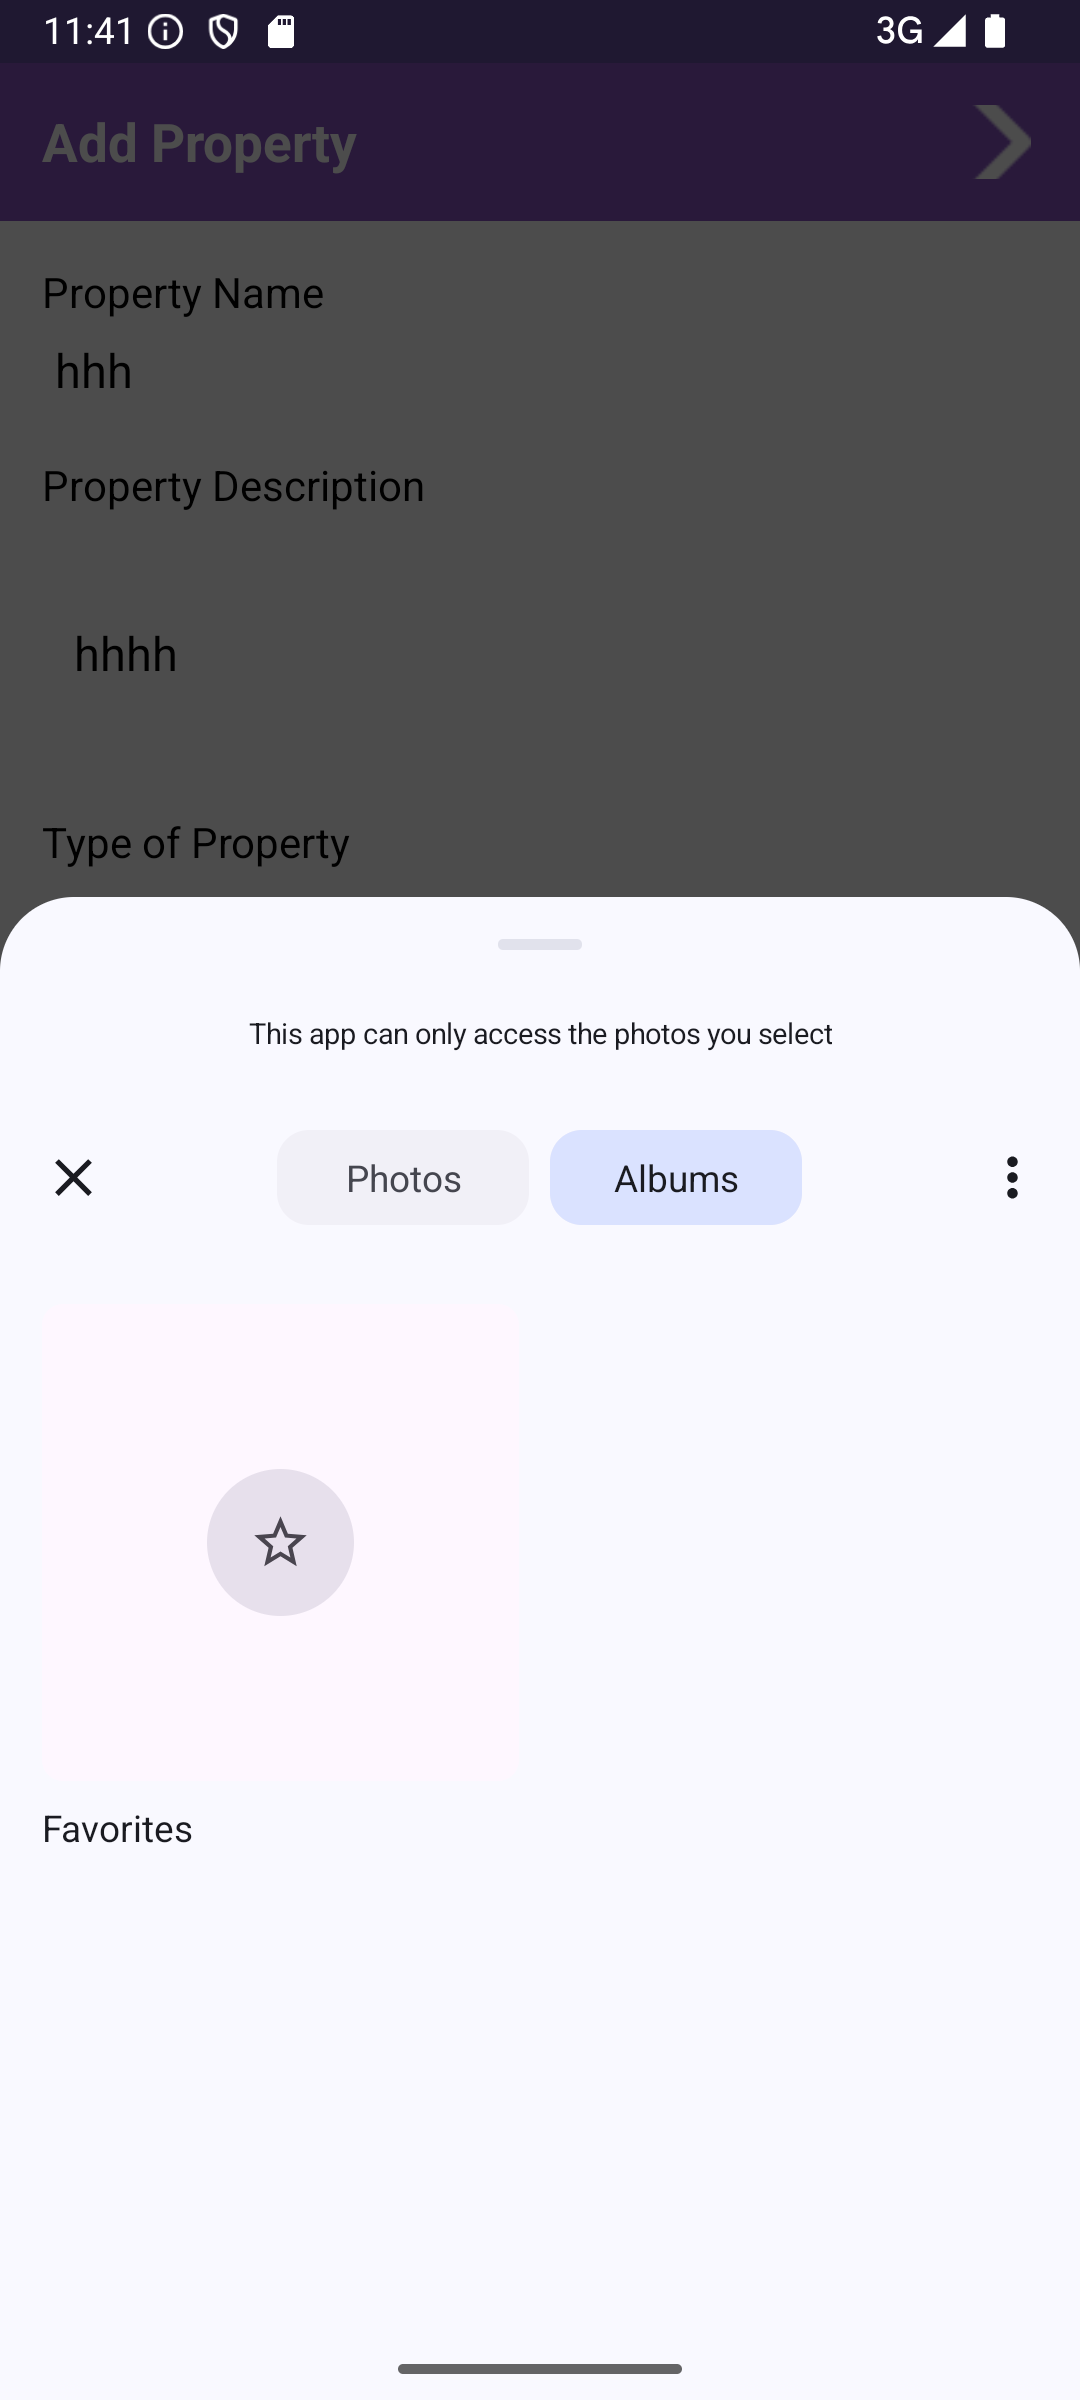 11:41
3G
Add Property
Property Name
hhh
Property Description
hhhh
Type of Property
This app can only access the photos you select
Photos
Albums
Favorites